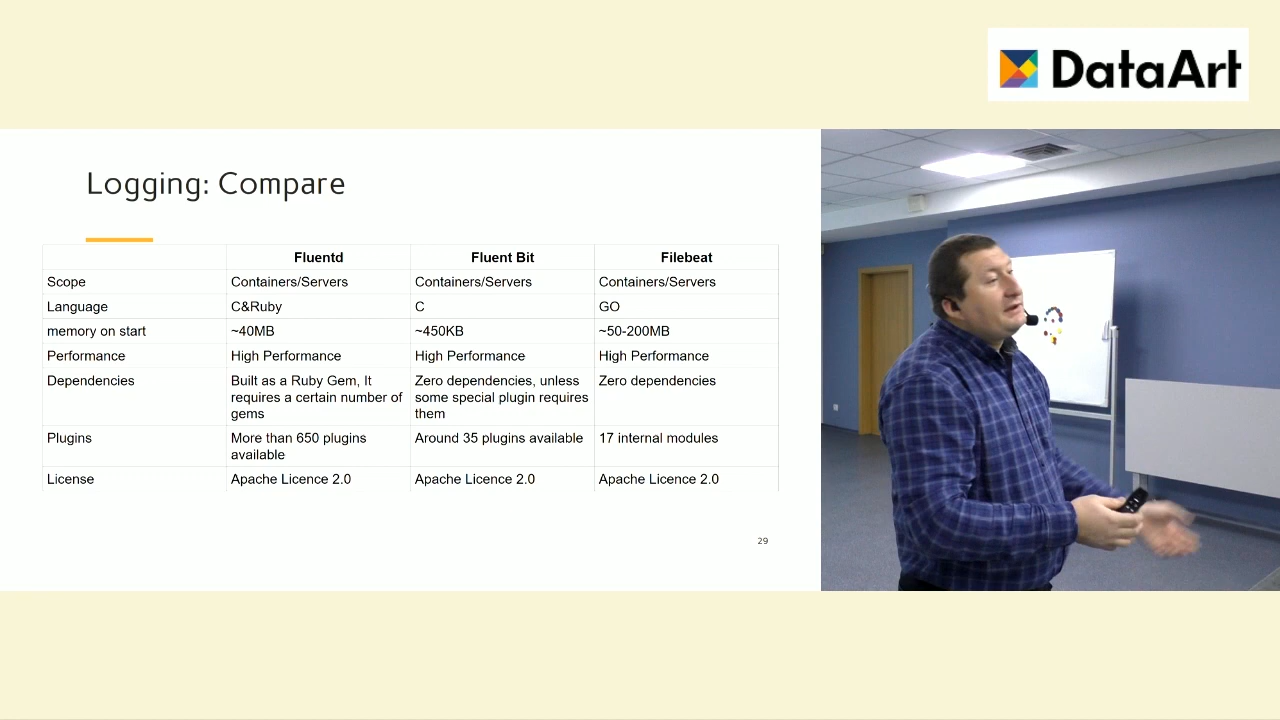 DataArt
Logging: Compare
Fluentd Fluent Bit Filebeat
Scope Containers/Servers Containers/Servers Containers/Servers
Language C&Ruby C GO
memory on start ~40MB ~450KB ~50-200MB
Performance High Performance High Performance High Performance
Dependencies Built as a Ruby Gem, It Zero dependencies, unless Zero dependencies
requires a certain number of some special plugin requires
gems them
Plugins More than 650 plugins Around 35 plugins available 17 internal modules
available
License Apache Licence 2.0 Apache Licence 2.0 Apache Licence 2.0
29